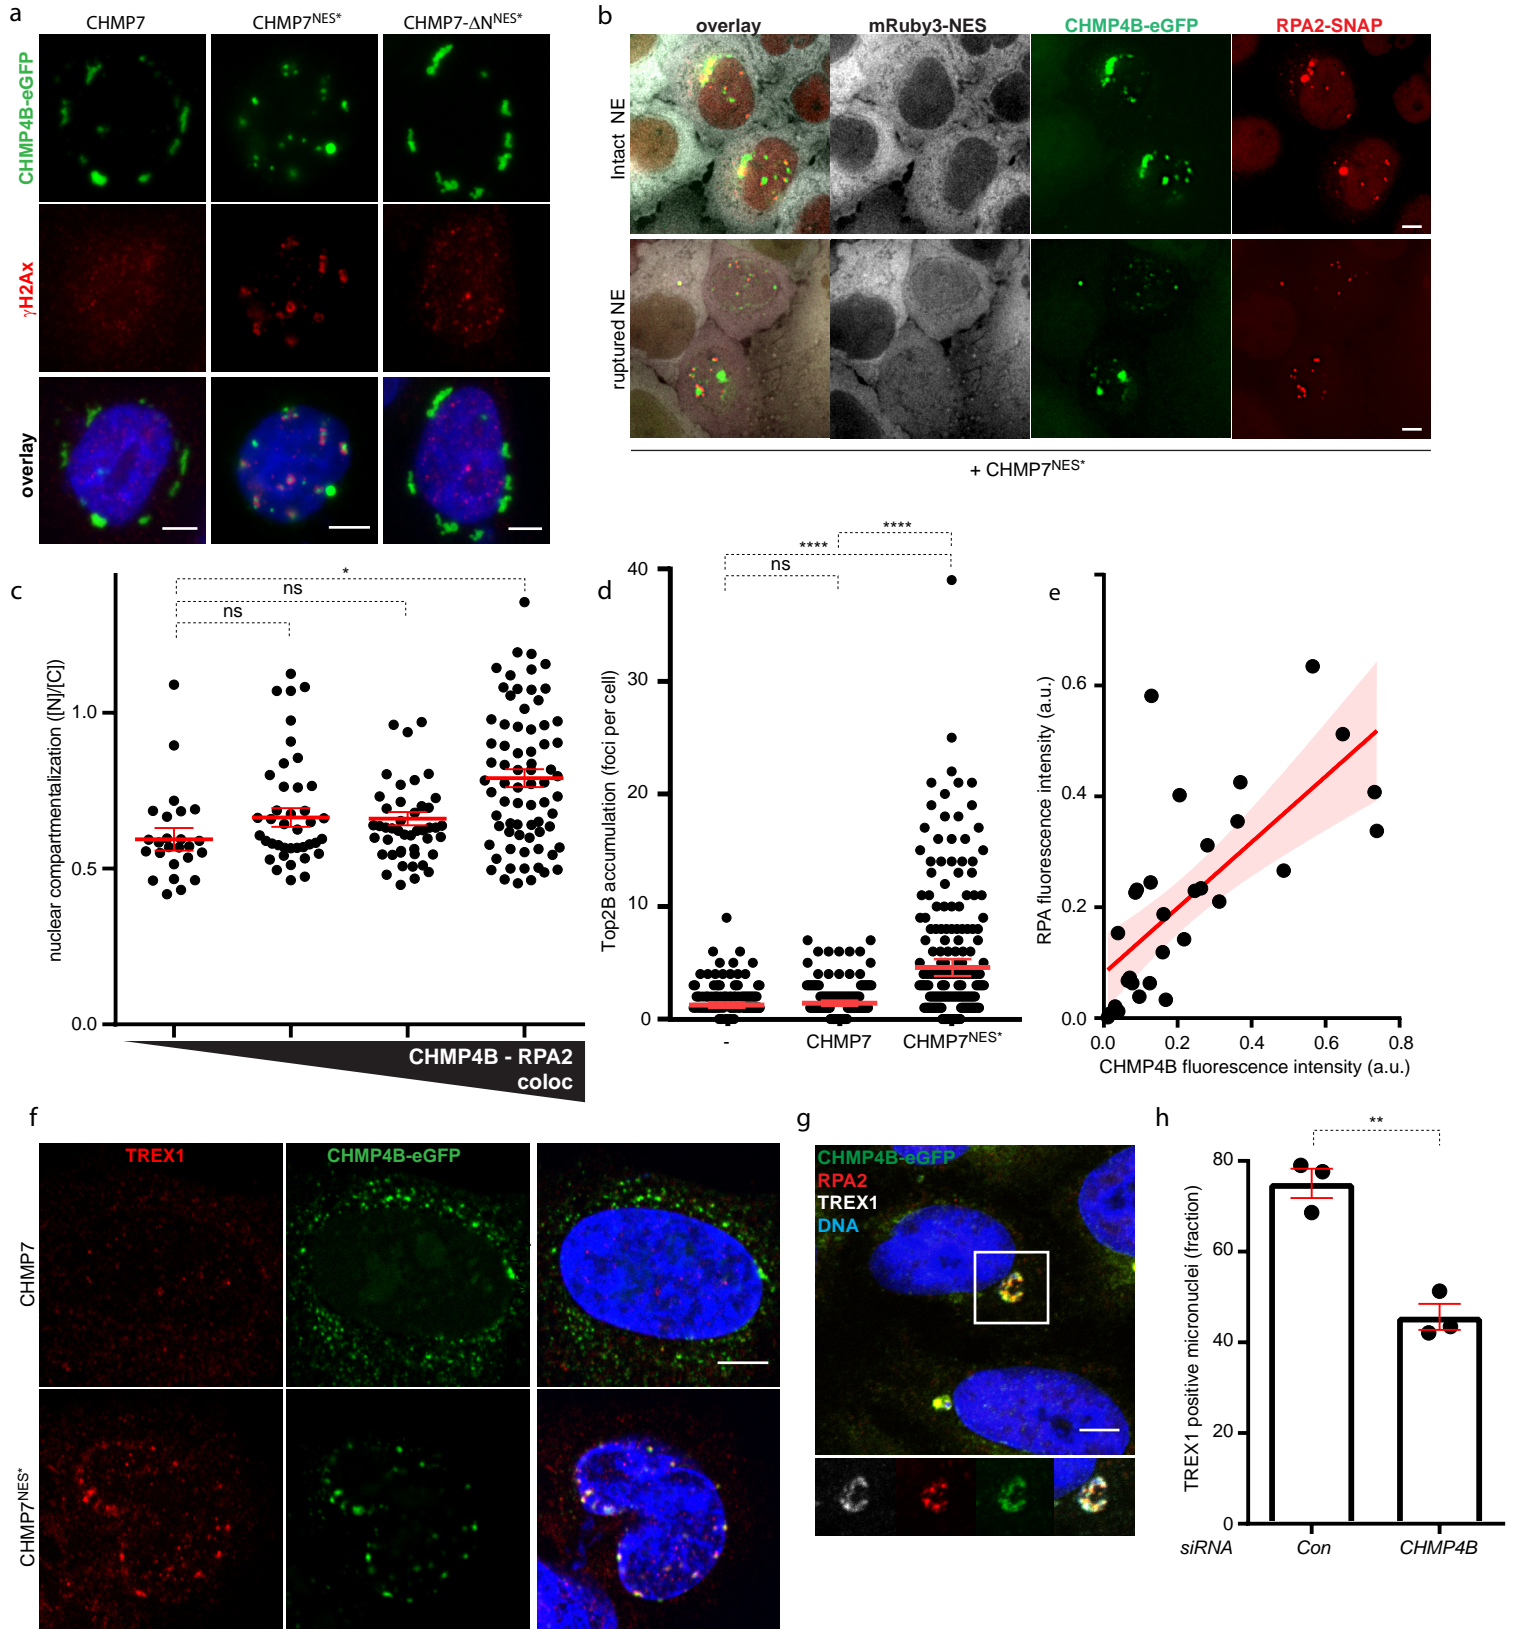 a
CHMP7
CHMP7NES*
CHMP7-ΔNNES*
CHMP4B-eGFP
γH2Ax
overlay
b
overlay
mRuby3-NES
CHMP4B-eGFP
RPA2-SNAP
Intact NE
ruptured NE
+ CHMP7NES*
c
nuclear compartmentalization ([N]/[C])
1.0
0.5
0.0
ns
ns
*
CHMP4B - RPA2
coloc
d
Top2B accumulation (foci per cell)
40
30
20
10
0
ns
****
****
-
CHMP7
CHMP7NES*
e
RPA fluorescence intensity (a.u.)
0.6
0.4
0.2
0.0
0.0
0.2
0.4
0.6
0.8
CHMP4B fluorescence intensity (a.u.)
f
TREX1
CHMP4B-eGFP
CHMP7
CHMP7NES*
g
CHMP4B-eGFP
RPA2
TREX1
DNA
h
TREX1 positive micronuclei (fraction)
80
60
40
20
0
**
siRNA
Con
CHMP4B